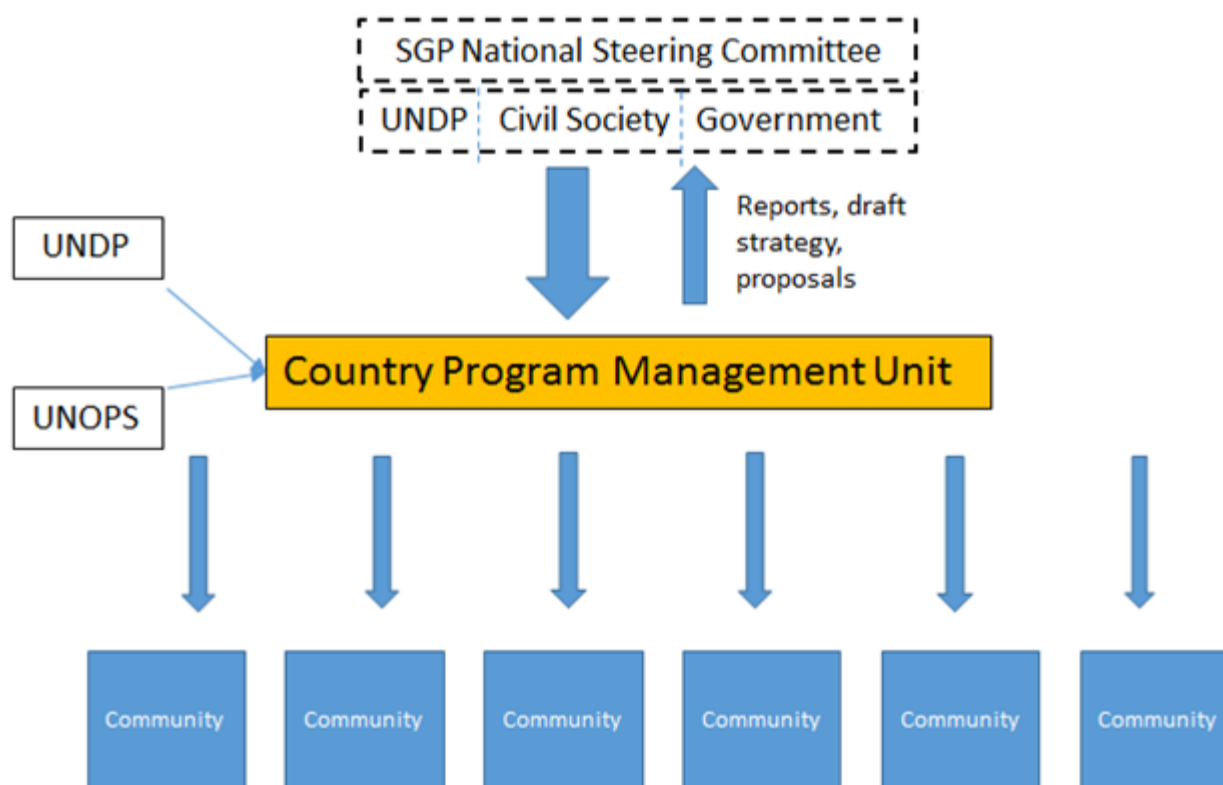 SGP National Steering Committee
UNDP Civil Society Government
Reports, draft
strategy,
proposals
UNDP
Country Program Management Unit
UNOPS
Community Community Community Community Community Community